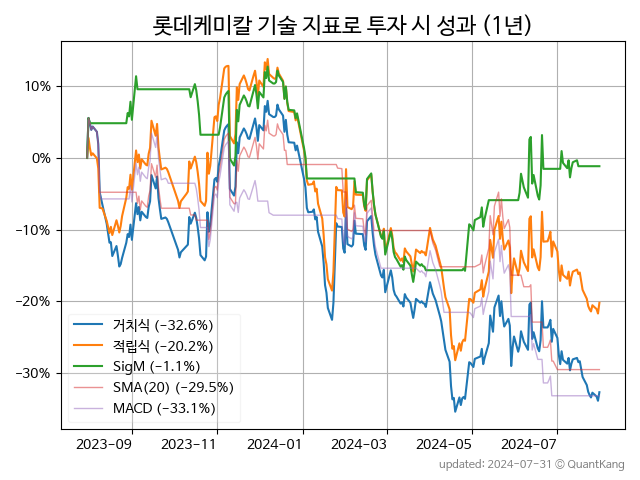 롯데케미칼 기술 지표로 투자 시 성과 (1년)
10%
0%
−10%
−20%
−30%
거치식 (−32.6%)
적립식 (−20.2%)
SigM (−1.1%)
SMA(20) (−29.5%)
MACD (−33.1%)
2023-09 2023-11 2024-01 2024-03 2024-05 2024-07
updated: 2024-07-31 © QuantKang